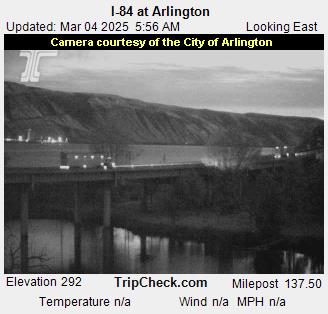 I-84 at Arlington
Updated: Mar 04 2025 5:56 AM Looking East
Camera courtesy of the City of Arlington
Elevation 292 TripCheck.com Milepost 137.50
Temperature n/a Wind n/a MPH n/a